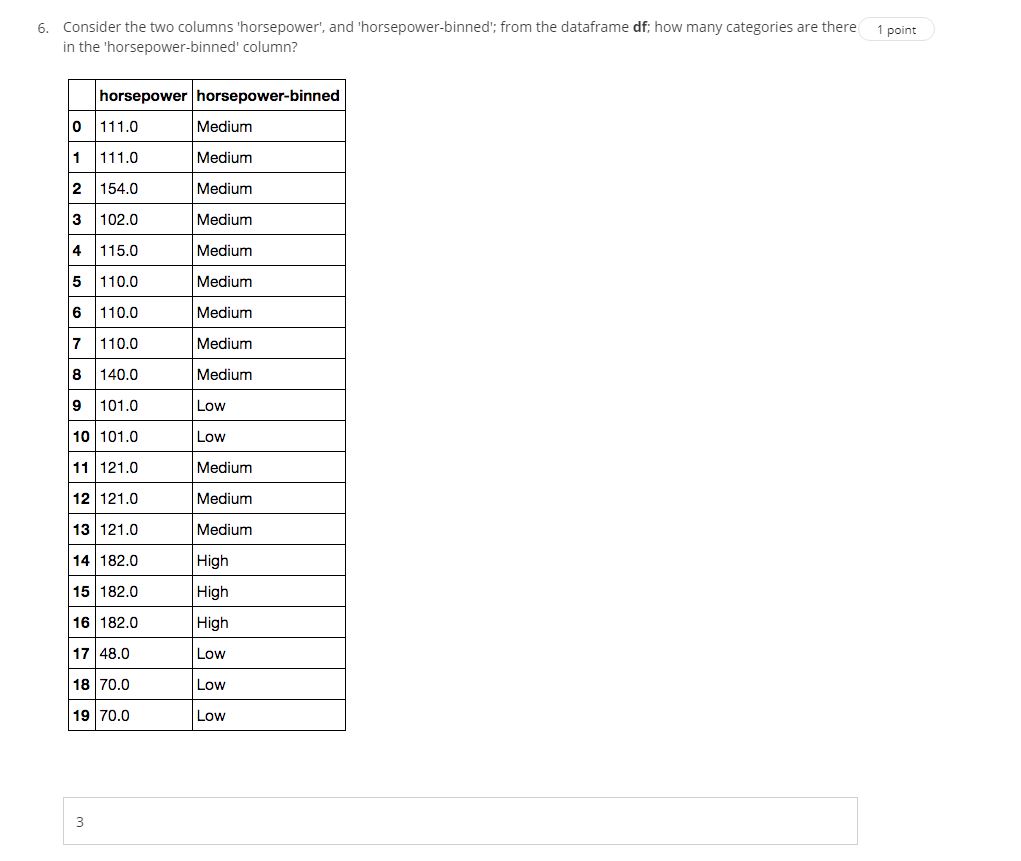 6. Consider the two columns 'horsepower', and 'horsepower-binned'; from the dataframe df; how many categories are there 1 point
in the 'horsepower-binned' column?
horsepower horsepower-binned
0 111.0 Medium
1 111.0 Medium
2 154.0 Medium
3 102.0 Medium
4 115.0 Medium
5 110.0 Medium
6 110.0 Medium
7 110.0 Medium
8 140.0 Medium
9 101.0 Low
10 101.0 Low
11 121.0 Medium
12 121.0 Medium
13 121.0 Medium
14 182.0 High
15 182.0 High
16 182.0 High
17 48.0 Low
18 70.0 Low
19 70.0 Low
3